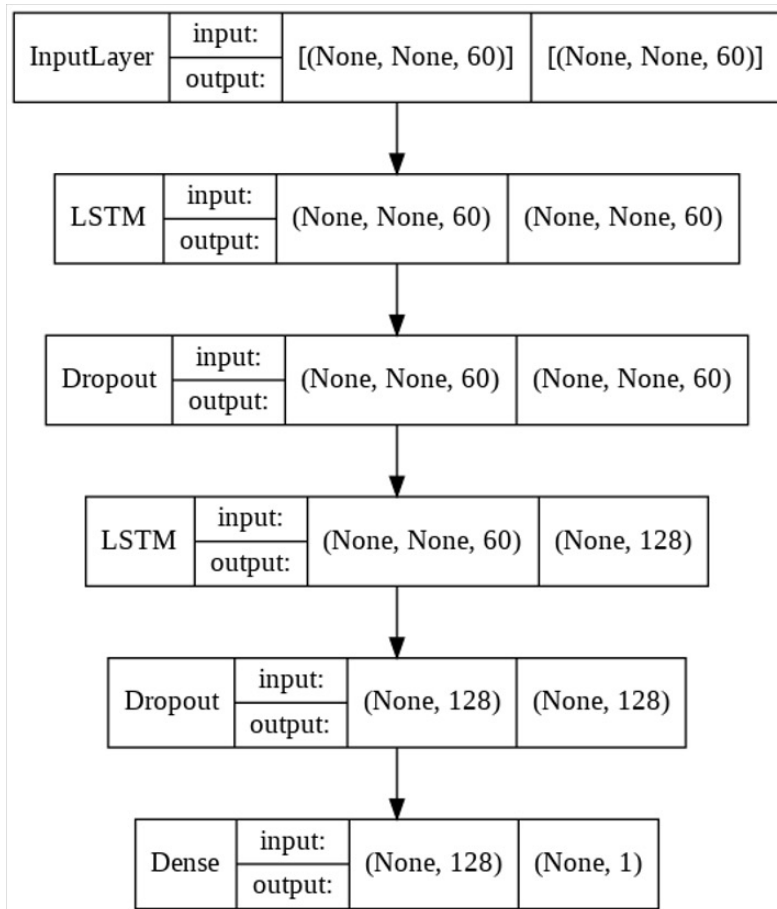 InputLayer input: output: [(None, None, 60)] [(None, None, 60)]
LSTM input: output: (None, None, 60) (None, None, 60)
Dropout input: output: (None, None, 60) (None, None, 60)
LSTM input: output: (None, None, 60) (None, 128)
Dropout input: output: (None, 128) (None, 128)
Dense input: output: (None, 128) (None, 1)